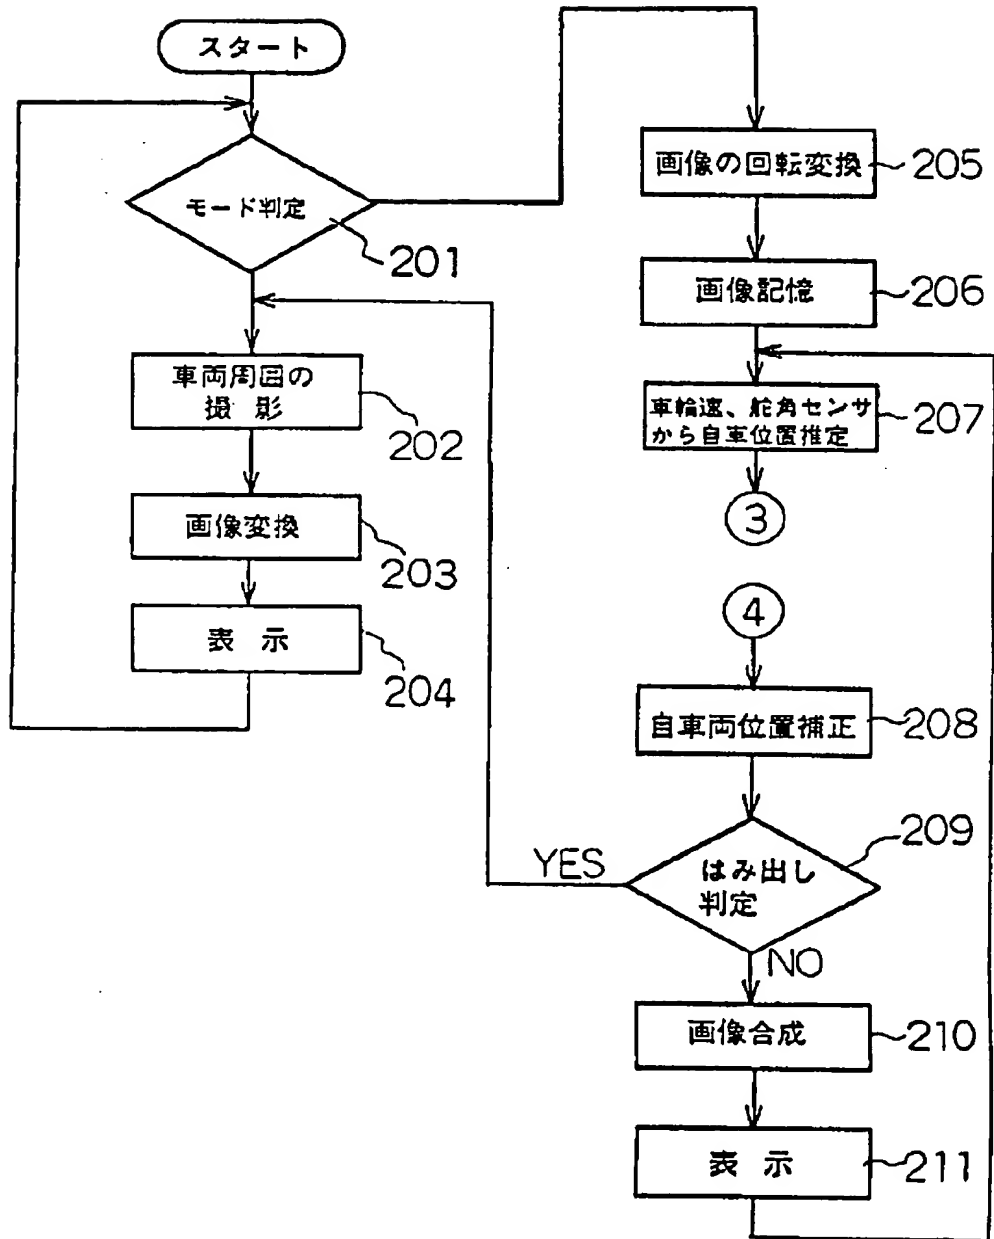 スタート
モード判定
201
車両周囲の
撮影
202
画像変換
203
表示
204
画像の回転変換
205
画像記憶
206
車輪速、舵角センサ
から自車位置推定
207
3
4
自車両位置補正
208
はみ出し
判定
209
YES
NO
画像合成
210
表示
211